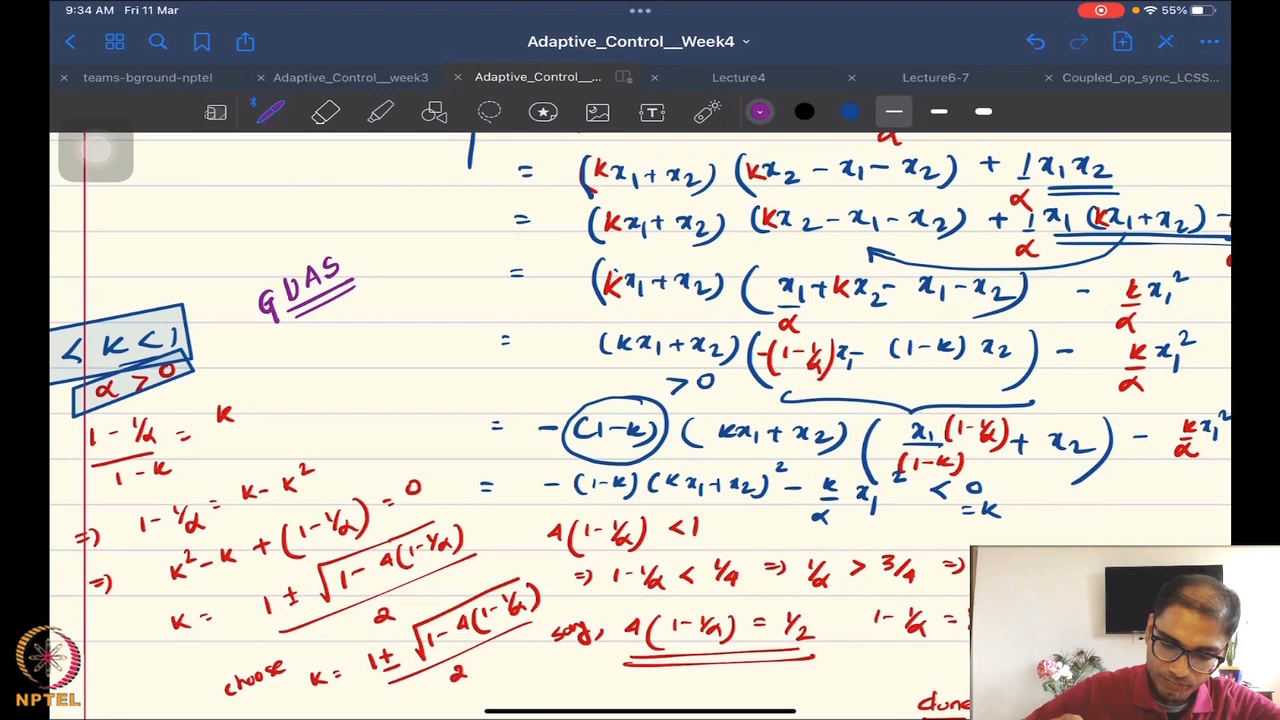 9:34 AM Fri 11 Mar
55%
Adaptive_Control__Week4
teams-bground-nptel
Adaptive_Control__week3
Adaptive_Control__...
Lecture4
Lecture6-7
Coupled_op_sync_LCSS...
α
= (kx₁ + x₂) (kx₂ - x₁ - x₂) + 1/α x₁x₂
= (kx₁ + x₂) (kx₂ - x₁ - x₂) + 1/α x₁ (kx₁ + x₂) -
= (kx₁ + x₂) (x₁/α + kx₂ - x₁ - x₂) - k/α x₁²
= (kx₁ + x₂) (-(1 - 1/α)x₁ - (1-k) x₂) - k/α x₁²
> 0
= - (1-k) (kx₁ + x₂) (x₁(1-1/α)/(1-k) + x₂) - k/α x₁²
= - (1-k) (kx₁ + x₂)² - k/α x₁² < 0
= k
GUAS
< k < 1
α > 0
(1 - 1/α)/(1-k) = k
=) 1 - 1/α = k - k²
=) k² - k + (1 - 1/α) = 0
k = (1 ± √(1 - 4(1-1/α)))/2
choose k = (1 ± √(1 - 4(1-1/α)))/2
4(1 - 1/α) < 1
=) 1 - 1/α < 1/4 =) 1/α > 3/4 =)
say, 4(1 - 1/α) = 1/2
1 - 1/α =
done
NPTEL